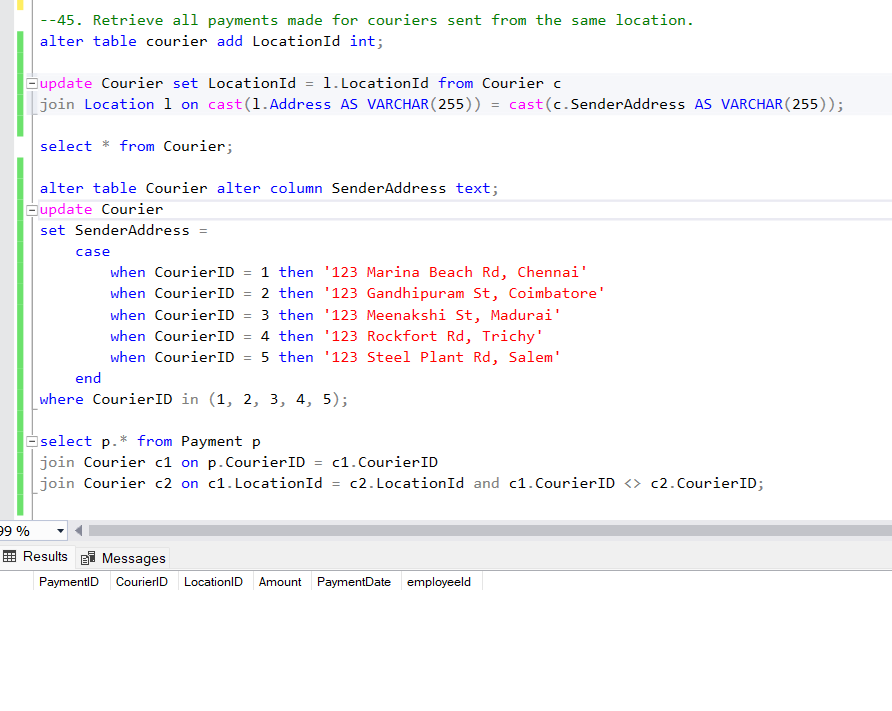 --45. Retrieve all payments made for couriers sent from the same location.
alter table courier add LocationId int;
update Courier set LocationId = l.LocationId from Courier c
join Location l on cast(l.Address AS VARCHAR(255)) = cast(c.SenderAddress AS VARCHAR(255));
select * from Courier;
alter table Courier alter column SenderAddress text;
update Courier
set SenderAddress =
case
when CourierID = 1 then '123 Marina Beach Rd, Chennai'
when CourierID = 2 then '123 Gandhipuram St, Coimbatore'
when CourierID = 3 then '123 Meenakshi St, Madurai'
when CourierID = 4 then '123 Rockfort Rd, Trichy'
when CourierID = 5 then '123 Steel Plant Rd, Salem'
end
where CourierID in (1, 2, 3, 4, 5);
select p.* from Payment p
join Courier c1 on p.CourierID = c1.CourierID
join Courier c2 on c1.LocationId = c2.LocationId and c1.CourierID <> c2.CourierID;
99 %
Results Messages
PaymentID CourierID LocationID Amount PaymentDate employeeId